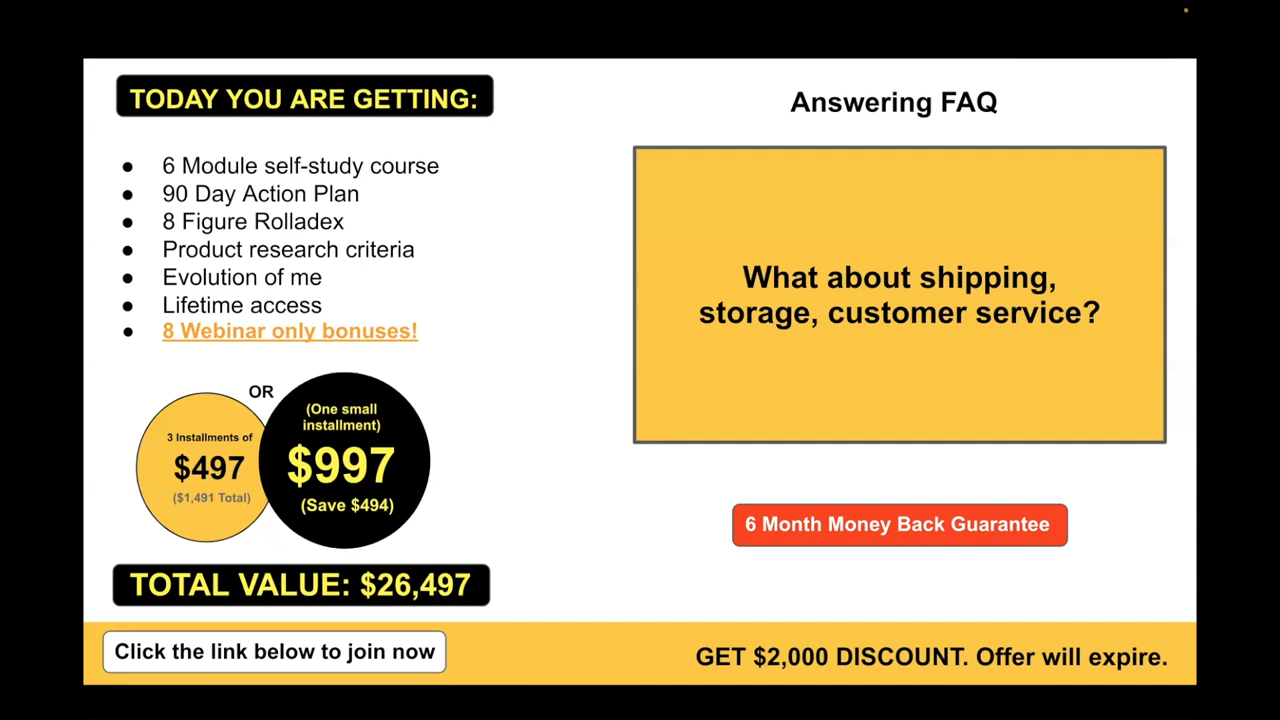 TODAY YOU ARE GETTING:
● 6 Module self-study course
● 90 Day Action Plan
● 8 Figure Rolladex
● Product research criteria
● Evolution of me
● Lifetime access
● 8 Webinar only bonuses!
OR
3 Installments of
$497
($1,491 Total)
(One small
installment)
$997
(Save $494)
TOTAL VALUE: $26,497
Click the link below to join now
Answering FAQ
What about shipping,
storage, customer service?
6 Month Money Back Guarantee
GET $2,000 DISCOUNT. Offer will expire.